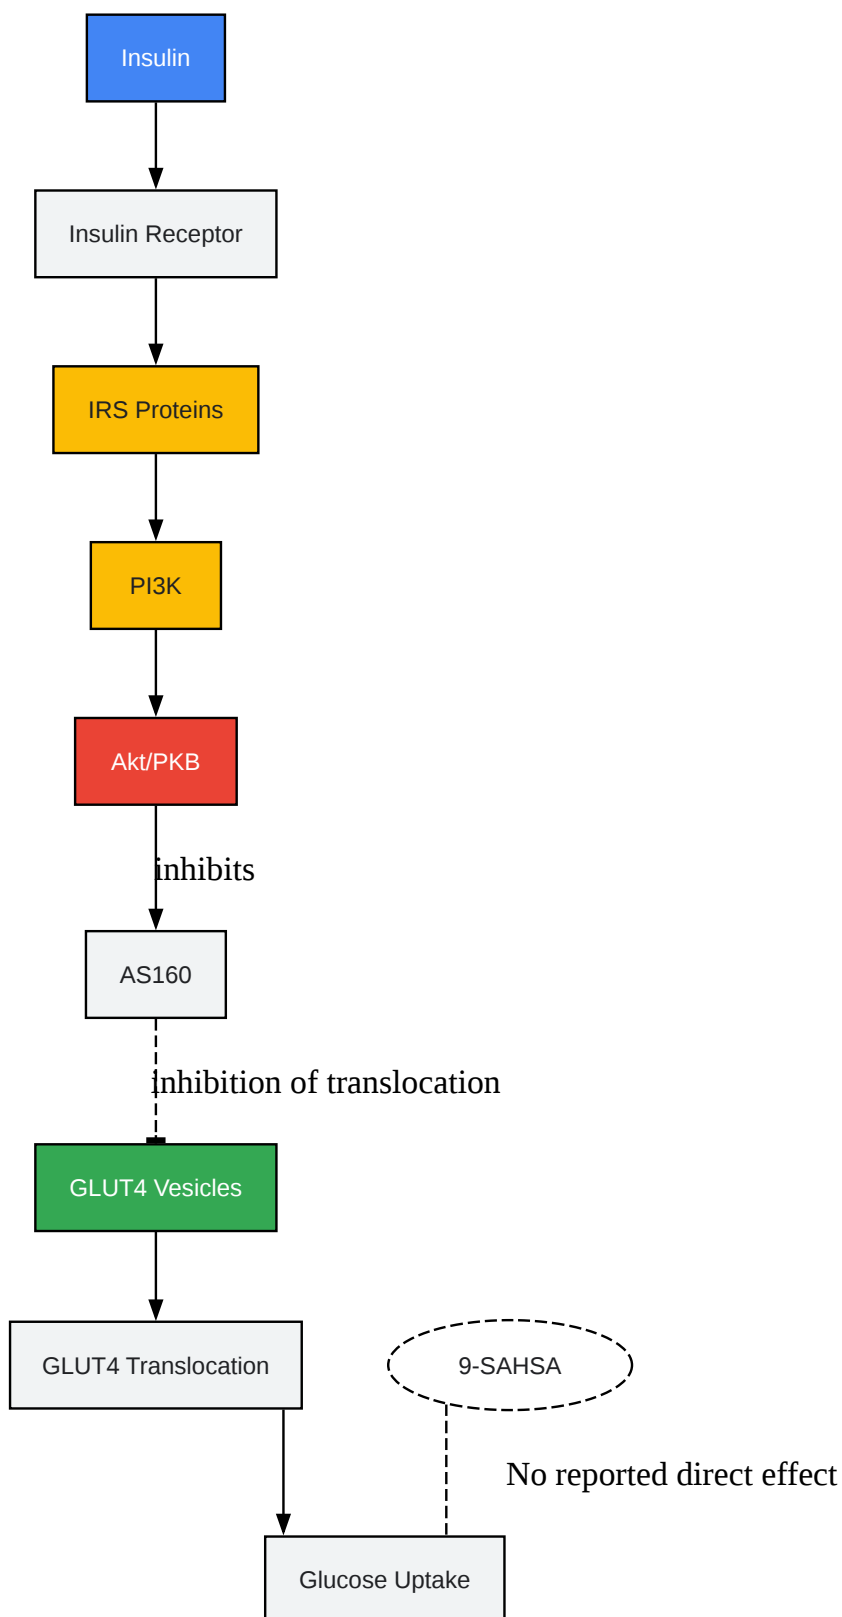 Insulin
Insulin Receptor
IRS Proteins
PI3K
Akt/PKB
inhibits
AS160
inhibition of translocation
GLUT4 Vesicles
GLUT4 Translocation
9-SAHSA
No reported direct effect
Glucose Uptake